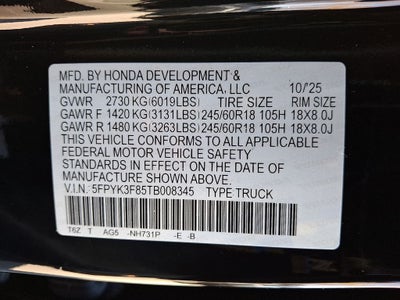 MFD. BY HONDA DEVELOPMENT &
MANUFACTURING OF AMERICA, LLC 10/'25
GVWR 2730 KG(6019LBS) TIRE SIZE RIM SIZE
GAWR F 1420 KG(3131LBS) 245/60R18 105H 18X8.0J
GAWR R 1480 KG(3263LBS) 245/60R18 105H 18X8.0J
THIS VEHICLE CONFORMS TO ALL APPLICABLE
FEDERAL MOTOR VEHICLE SAFETY
STANDARDS IN EFFECT ON THE DATE OF
MANUFACTURE SHOWN ABOVE.
V.I.N.: 5FPYK3F85TB008345 TYPE TRUCK
T6Z T AG5 -NH731P -E -B